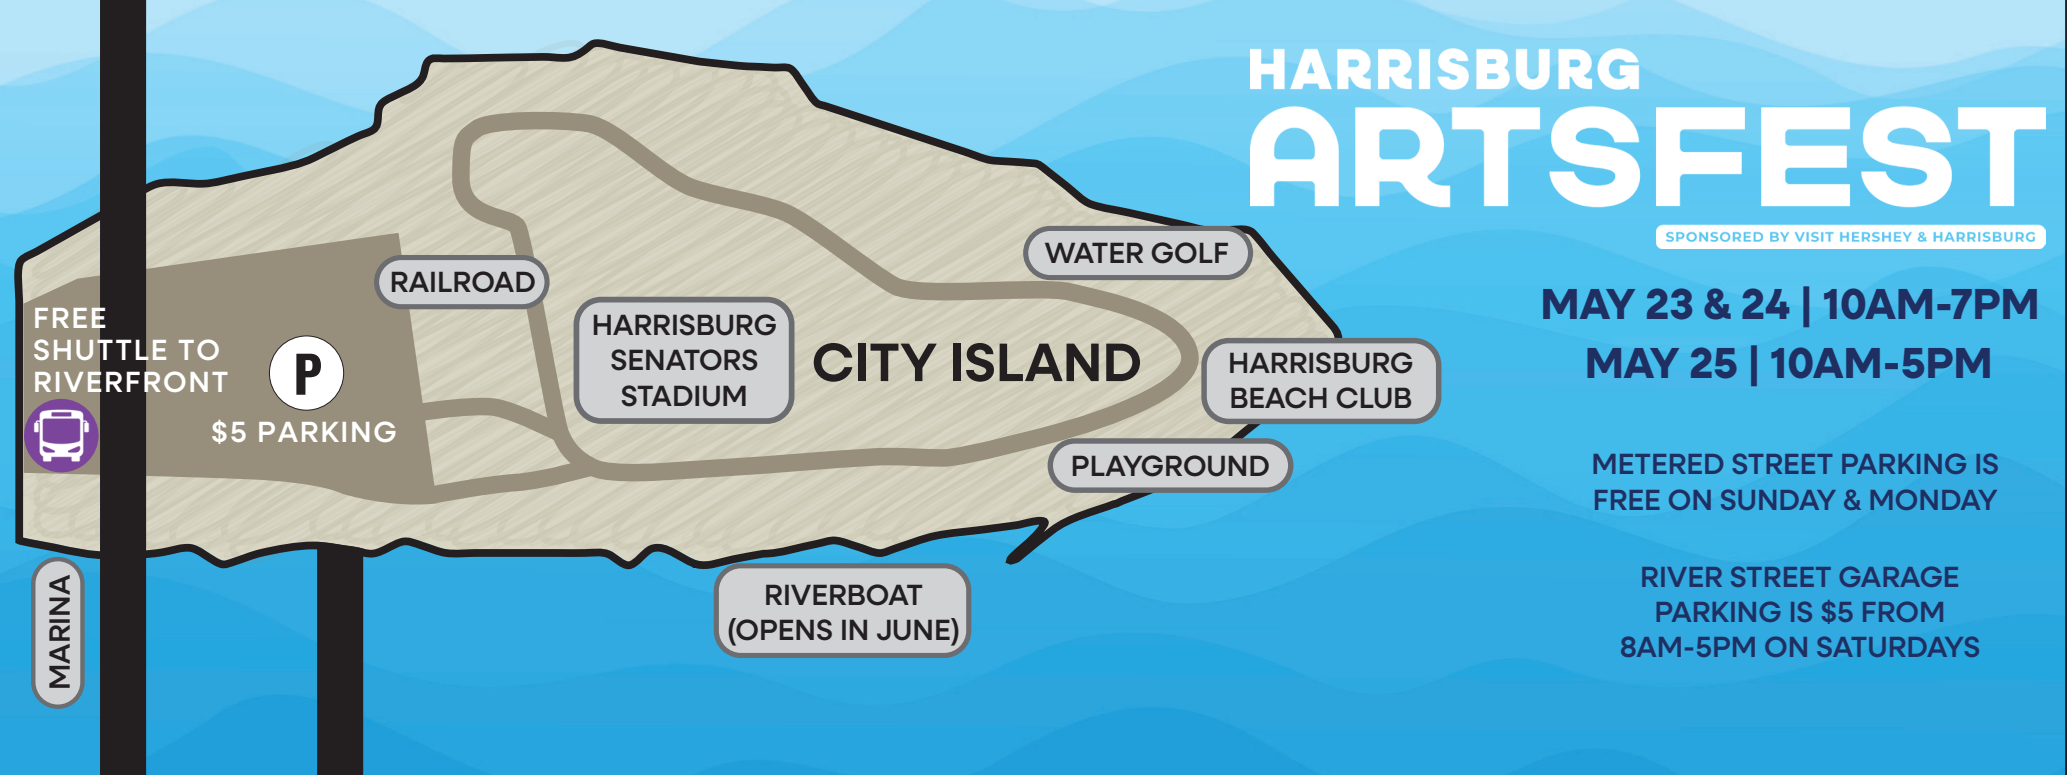 HARRISBURG
ARTSFEST
SPONSORED BY VISIT HERSHEY & HARRISBURG
MAY 23 & 24 | 10AM-7PM
MAY 25 | 10AM-5PM
METERED STREET PARKING IS
FREE ON SUNDAY & MONDAY
RIVER STREET GARAGE
PARKING IS $5 FROM
8AM-5PM ON SATURDAYS
WATER GOLF
RAILROAD
FREE
SHUTTLE TO
RIVERFRONT
P
$5 PARKING
HARRISBURG
SENATORS
STADIUM
CITY ISLAND
HARRISBURG
BEACH CLUB
PLAYGROUND
RIVERBOAT
(OPENS IN JUNE)
MARINA